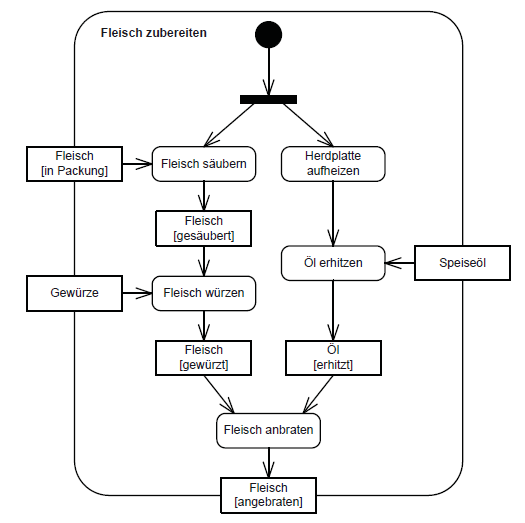 Fleisch zubereiten
Fleisch
[in Packung]
Fleisch säubern
Herdplatte
aufheizen
Fleisch
[gesäubert]
Öl erhitzen
Speiseöl
Gewürze
Fleisch würzen
Fleisch
[gewürzt]
Öl
[erhitzt]
Fleisch anbraten
Fleisch
[angebraten]